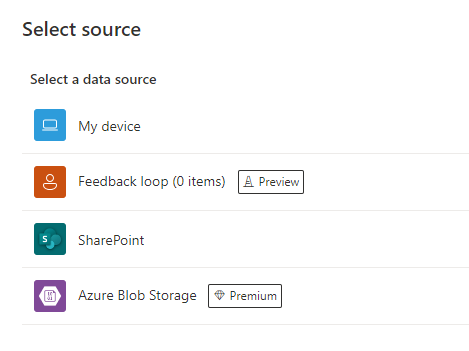 Select source
Select a data source
My device
Feedback loop (0 items) Preview
SharePoint
Azure Blob Storage Premium